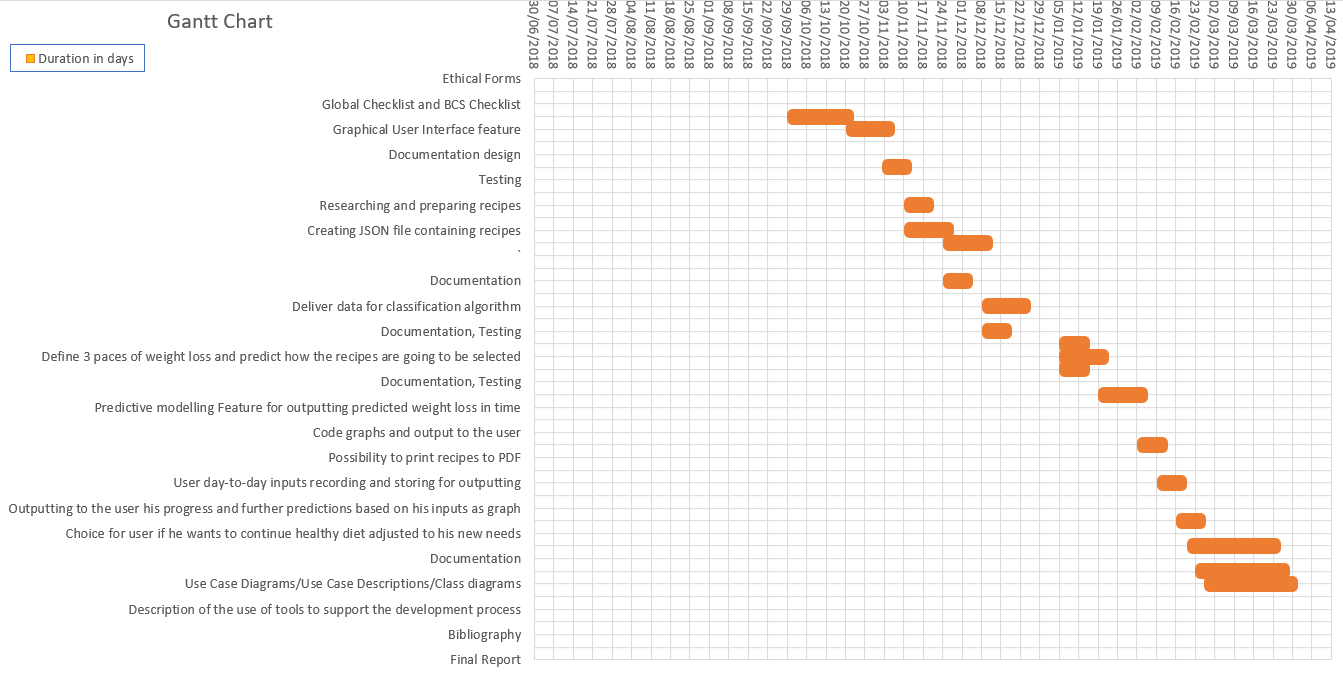 Gantt Chart
Duration in days
30/06/2018
07/07/2018
14/07/2018
21/07/2018
28/07/2018
04/08/2018
11/08/2018
18/08/2018
25/08/2018
01/09/2018
08/09/2018
15/09/2018
22/09/2018
29/09/2018
06/10/2018
13/10/2018
20/10/2018
27/10/2018
03/11/2018
10/11/2018
17/11/2018
24/11/2018
01/12/2018
08/12/2018
15/12/2018
22/12/2018
29/12/2018
05/01/2019
12/01/2019
19/01/2019
26/01/2019
02/02/2019
09/02/2019
16/02/2019
23/02/2019
02/03/2019
09/03/2019
16/03/2019
23/03/2019
30/03/2019
06/04/2019
13/04/2019
Ethical Forms
Global Checklist and BCS Checklist
Graphical User Interface feature
Documentation design
Testing
Researching and preparing recipes
Creating JSON file containing recipes
`
Documentation
Deliver data for classification algorithm
Documentation, Testing
Define 3 paces of weight loss and predict how the recipes are going to be selected
Documentation, Testing
Predictive modelling Feature for outputting predicted weight loss in time
Code graphs and output to the user
Possibility to print recipes to PDF
User day-to-day inputs recording and storing for outputting
Outputting to the user his progress and further predictions based on his inputs as graph
Choice for user if he wants to continue healthy diet adjusted to his new needs
Documentation
Use Case Diagrams/Use Case Descriptions/Class diagrams
Description of the use of tools to support the development process
Bibliography
Final Report